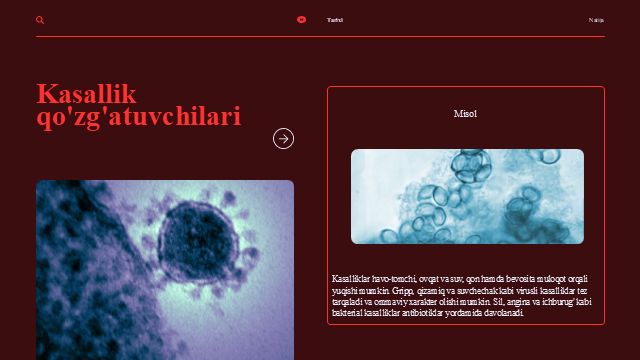 Tashxil
Natija
Kasallik
qo'zg'atuvchilari
Misol
Kasalliklar havo-tomchi, ovqat va suv, qon hamda bevosita muloqot orqali
yuqishi mumkin. Gripp, qizamiq va suvchechak kabi virusli kasalliklar tez
tarqaladi va ommaviy xarakter olishi mumkin. Sil, angina va ichburug' kabi
bakterial kasalliklar antibiotiklar yordamida davolanadi.